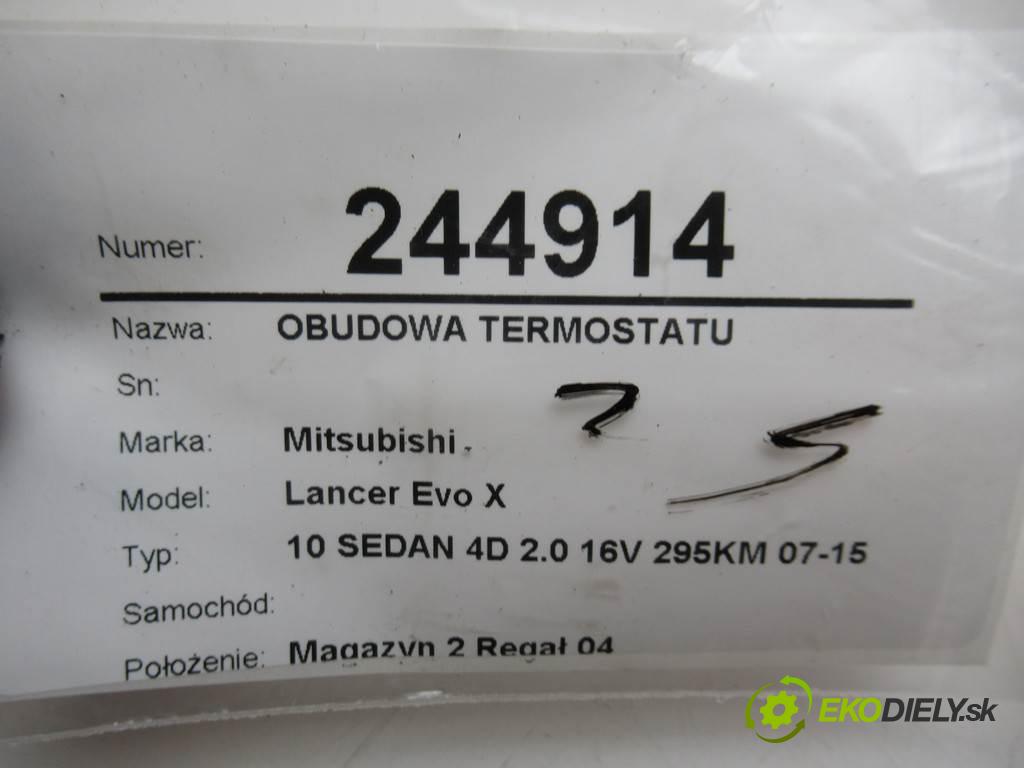 Numer: 244914
Nazwa: OBUDOWA TERMOSTATU
Sn:
Marka: Mitsubishi
Model: Lancer Evo X
Typ: 10 SEDAN 4D 2.0 16V 295KM 07-15
Samochód:
Położenie: Magazyn 2 Regał 04
EKODIELY.sk